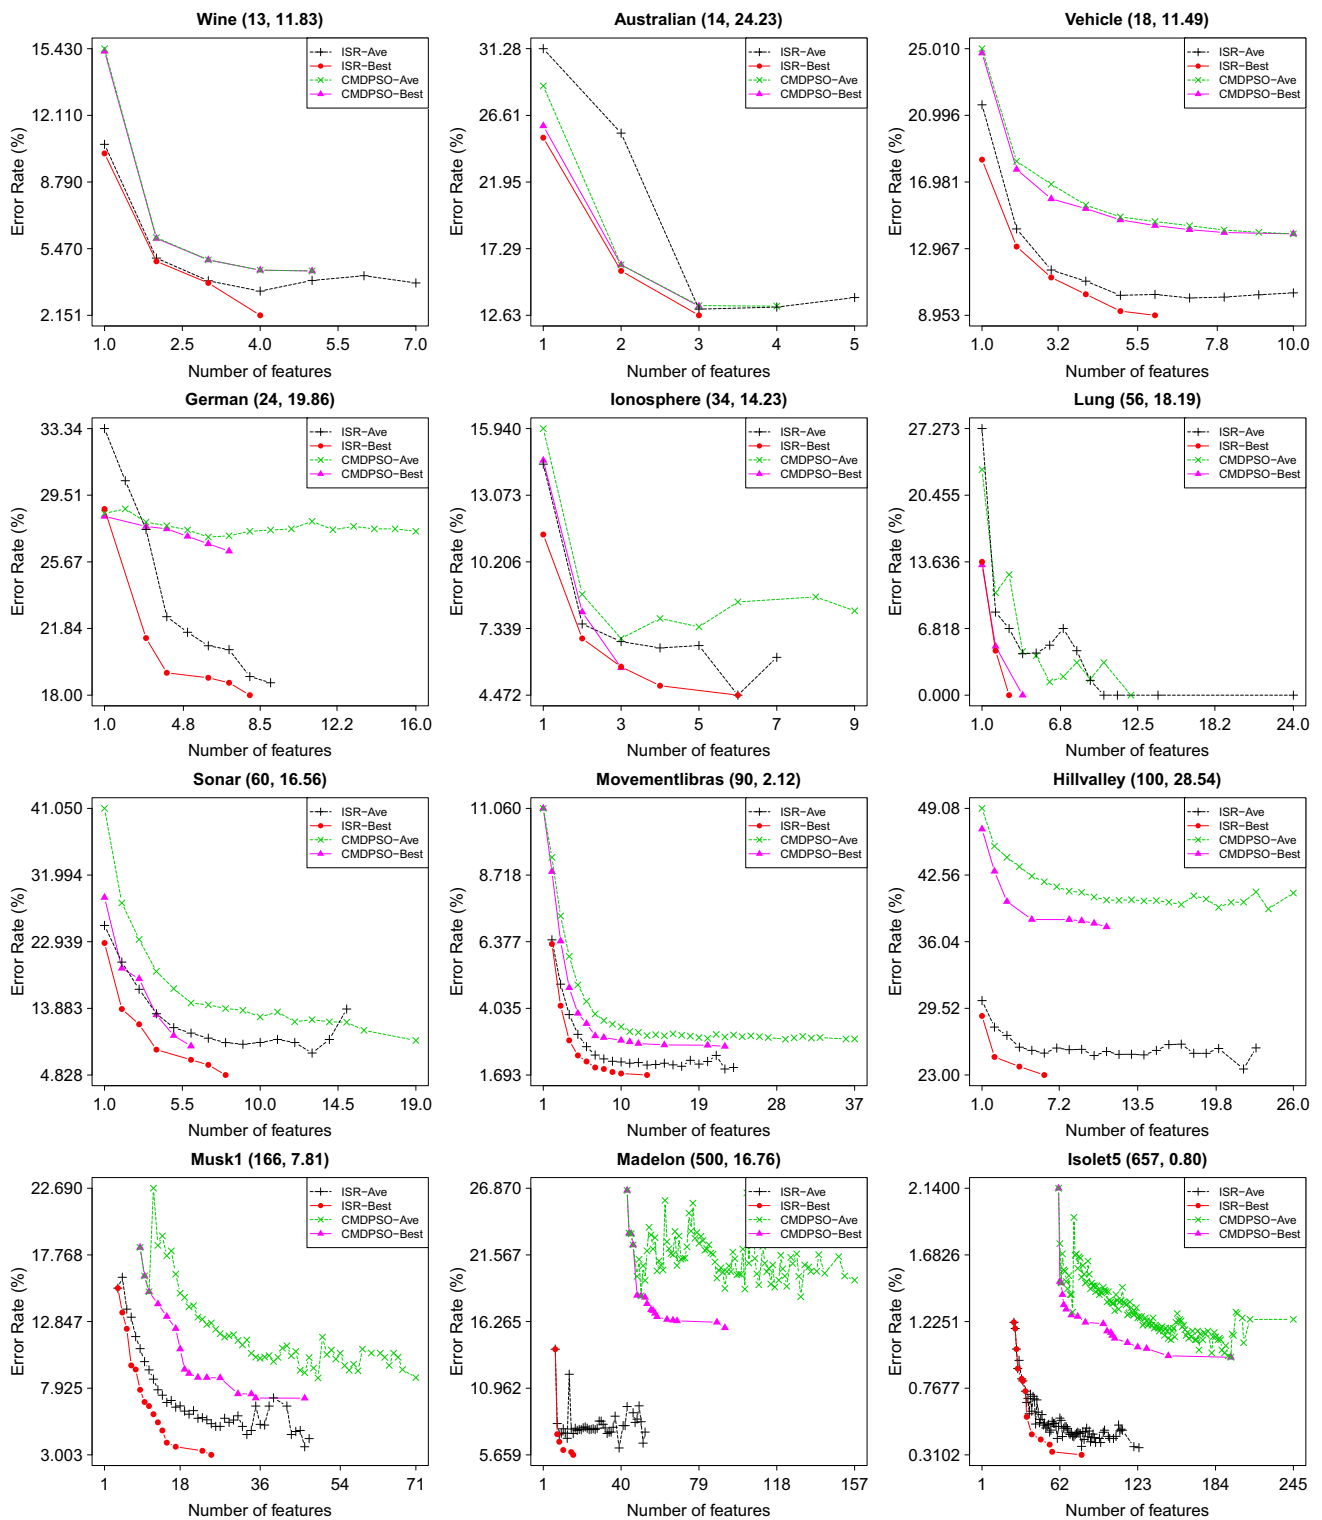 Wine (13, 11.83)
Error Rate (%)
15.430
12.110
8.790
5.470
2.151
1.0 2.5 4.0 5.5 7.0
Number of features
ISR−Ave
ISR−Best
CMDPSO−Ave
CMDPSO−Best
Australian (14, 24.23)
Error Rate (%)
31.28
26.61
21.95
17.29
12.63
1 2 3 4 5
Number of features
ISR−Ave
ISR−Best
CMDPSO−Ave
CMDPSO−Best
Vehicle (18, 11.49)
Error Rate (%)
25.010
20.996
16.981
12.967
8.953
1.0 3.2 5.5 7.8 10.0
Number of features
ISR−Ave
ISR−Best
CMDPSO−Ave
CMDPSO−Best
German (24, 19.86)
Error Rate (%)
33.34
29.51
25.67
21.84
18.00
1.0 4.8 8.5 12.2 16.0
Number of features
ISR−Ave
ISR−Best
CMDPSO−Ave
CMDPSO−Best
Ionosphere (34, 14.23)
Error Rate (%)
15.940
13.073
10.206
7.339
4.472
1 3 5 7 9
Number of features
ISR−Ave
ISR−Best
CMDPSO−Ave
CMDPSO−Best
Lung (56, 18.19)
Error Rate (%)
27.273
20.455
13.636
6.818
0.000
1.0 6.8 12.5 18.2 24.0
Number of features
ISR−Ave
ISR−Best
CMDPSO−Ave
CMDPSO−Best
Sonar (60, 16.56)
Error Rate (%)
41.050
31.994
22.939
13.883
4.828
1.0 5.5 10.0 14.5 19.0
Number of features
ISR−Ave
ISR−Best
CMDPSO−Ave
CMDPSO−Best
Movementlibras (90, 2.12)
Error Rate (%)
11.060
8.718
6.377
4.035
1.693
1 10 19 28 37
Number of features
ISR−Ave
ISR−Best
CMDPSO−Ave
CMDPSO−Best
Hillvalley (100, 28.54)
Error Rate (%)
49.08
42.56
36.04
29.52
23.00
1.0 7.2 13.5 19.8 26.0
Number of features
ISR−Ave
ISR−Best
CMDPSO−Ave
CMDPSO−Best
Musk1 (166, 7.81)
Error Rate (%)
22.690
17.768
12.847
7.925
3.003
1 18 36 54 71
Number of features
ISR−Ave
ISR−Best
CMDPSO−Ave
CMDPSO−Best
Madelon (500, 16.76)
Error Rate (%)
26.870
21.567
16.265
10.962
5.659
1 40 79 118 157
Number of features
ISR−Ave
ISR−Best
CMDPSO−Ave
CMDPSO−Best
Isolet5 (657, 0.80)
Error Rate (%)
2.1400
1.6826
1.2251
0.7677
0.3102
1 62 123 184 245
Number of features
ISR−Ave
ISR−Best
CMDPSO−Ave
CMDPSO−Best